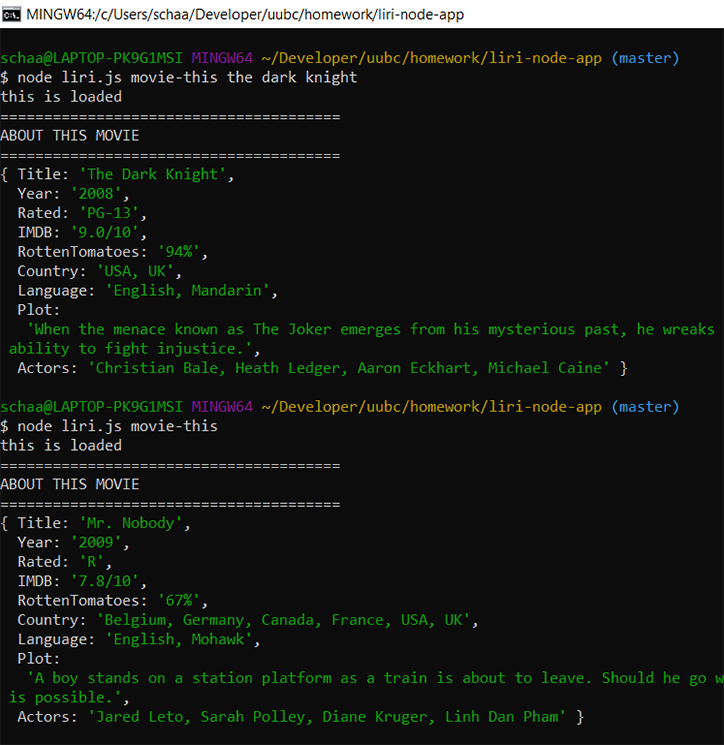 MINGW64:/c/Users/schaa/Developer/uubc/homework/liri-node-app
schaa@LAPTOP-PK9G1MSI MINGW64 ~/Developer/uubc/homework/liri-node-app (master)
$ node liri.js movie-this the dark knight
this is loaded
=======================================
ABOUT THIS MOVIE
=======================================
{ Title: 'The Dark Knight',
Year: '2008',
Rated: 'PG-13',
IMDB: '9.0/10',
RottenTomatoes: '94%',
Country: 'USA, UK',
Language: 'English, Mandarin',
Plot:
'When the menace known as The Joker emerges from his mysterious past, he wreaks
ability to fight injustice.',
Actors: 'Christian Bale, Heath Ledger, Aaron Eckhart, Michael Caine' }
schaa@LAPTOP-PK9G1MSI MINGW64 ~/Developer/uubc/homework/liri-node-app (master)
$ node liri.js movie-this
this is loaded
=======================================
ABOUT THIS MOVIE
=======================================
{ Title: 'Mr. Nobody',
Year: '2009',
Rated: 'R',
IMDB: '7.8/10',
RottenTomatoes: '67%',
Country: 'Belgium, Germany, Canada, France, USA, UK',
Language: 'English, Mohawk',
Plot:
'A boy stands on a station platform as a train is about to leave. Should he go w
is possible.',
Actors: 'Jared Leto, Sarah Polley, Diane Kruger, Linh Dan Pham' }